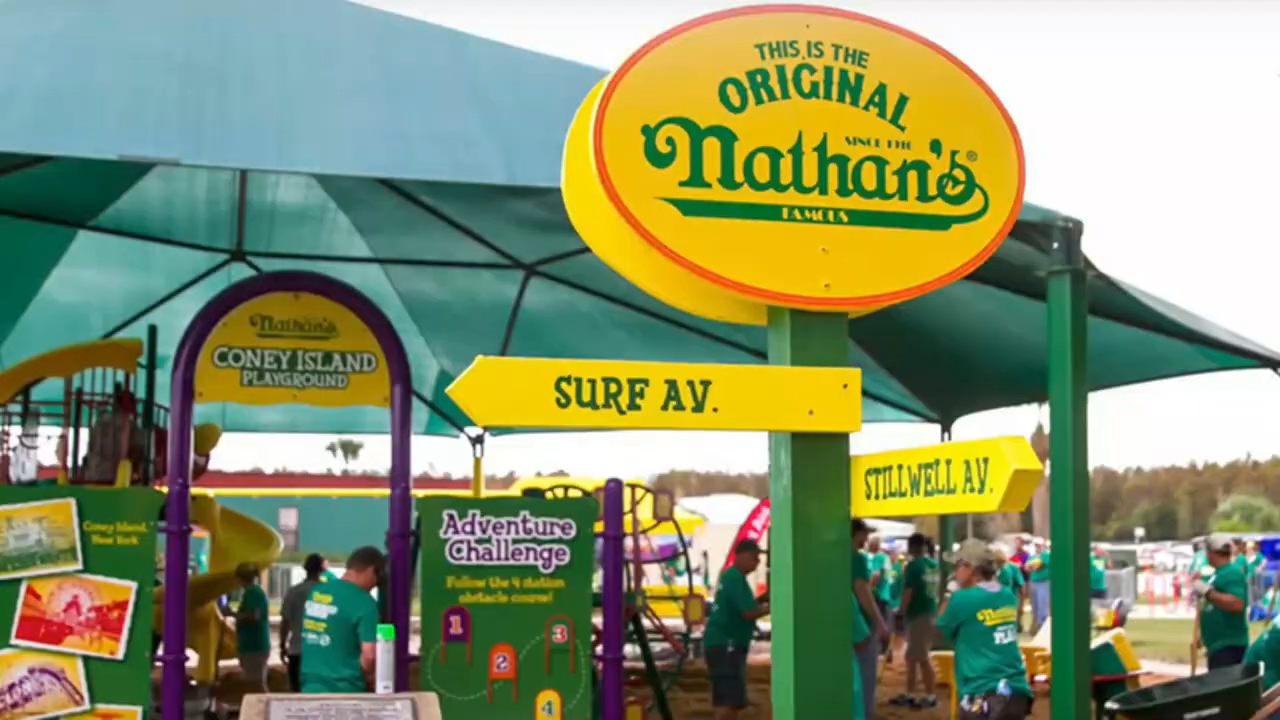 THIS IS THE
ORIGINAL
SINCE 1916
Nathan's®
FAMOUS
Nathan's
CONEY ISLAND
PLAYGROUND
SURF AV.
STILLWELL AV.
Coney Island,
New York
Adventure
Challenge
Follow the 4 station
obstacle course!
1
2
3
4